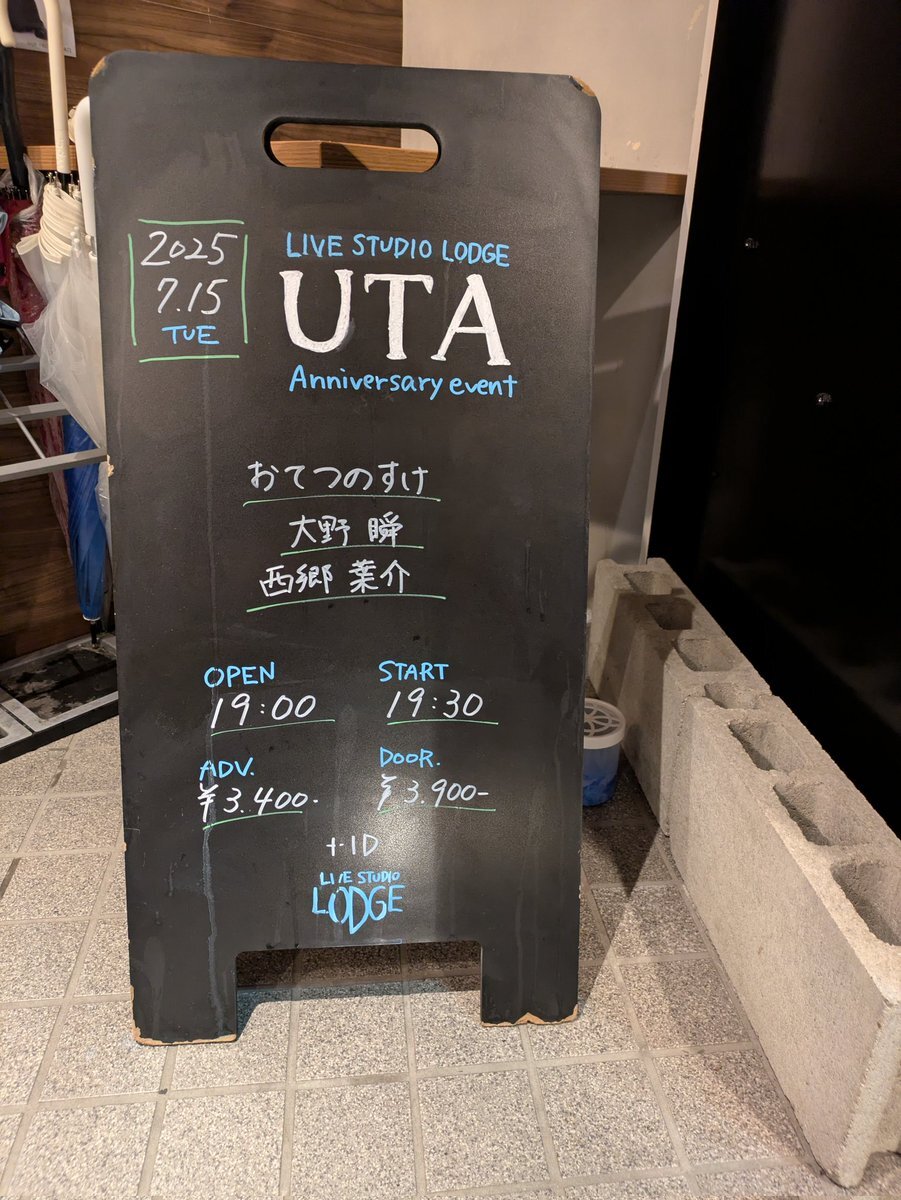 2025
7.15
TUE
LIVE STUDIO LODGE
UTA
Anniversary event
おてつのすけ
大野 瞬
西郷 葉介
OPEN
19:00
START
19:30
ADV.
¥3.400-
DOOR.
¥3.900-
+1D
LIVE STUDIO
LODGE